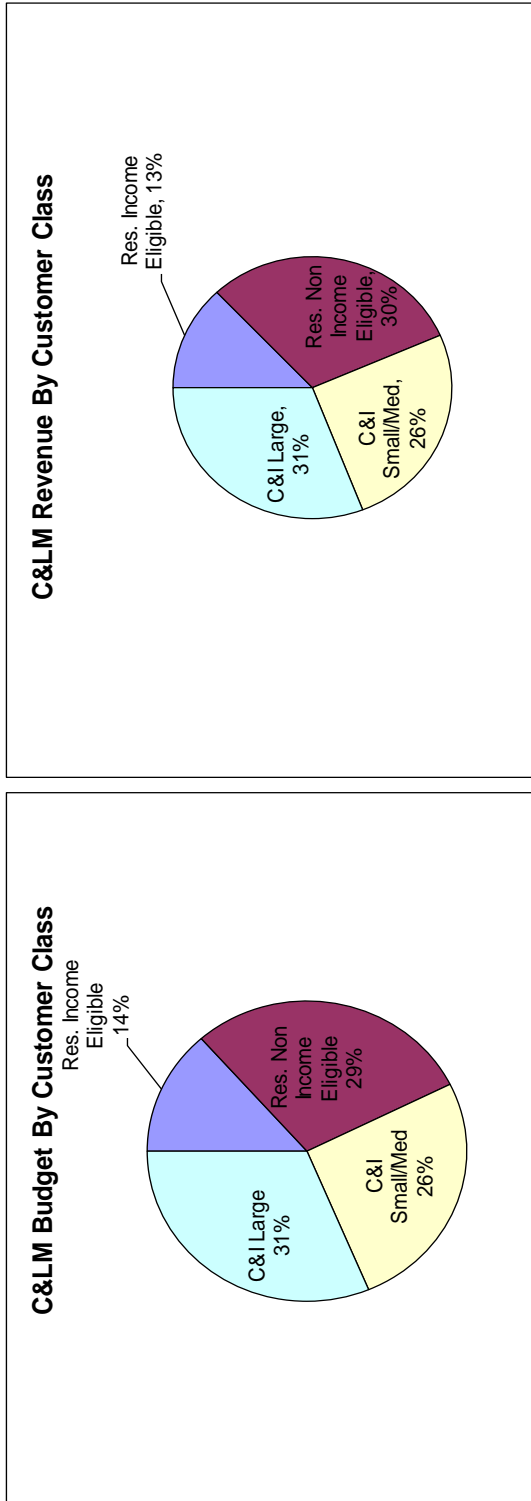 C&LM Budget By Customer Class
Res. Income
Eligible
14%
Res. Non
Income
Eligible
29%
C&I
Small/Med
26%
C&I Large
31%
C&LM Revenue By Customer Class
Res. Income
Eligible, 13%
Res. Non
Income
Eligible,
30%
C&I
Small/Med,
26%
C&I Large,
31%